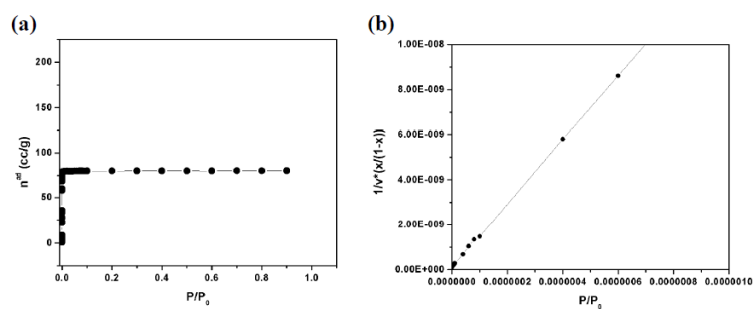 (a)
(b)
n^ad (cc/g)
200
150
100
50
0
0.0
0.2
0.4
0.6
0.8
1.0
P/P₀
1/v*(x/(1-x))
1.00E-008
8.00E-009
6.00E-009
4.00E-009
2.00E-009
0.00E+000
0.0000000
0.0000002
0.0000004
0.0000006
0.0000008
0.0000010
P/P₀